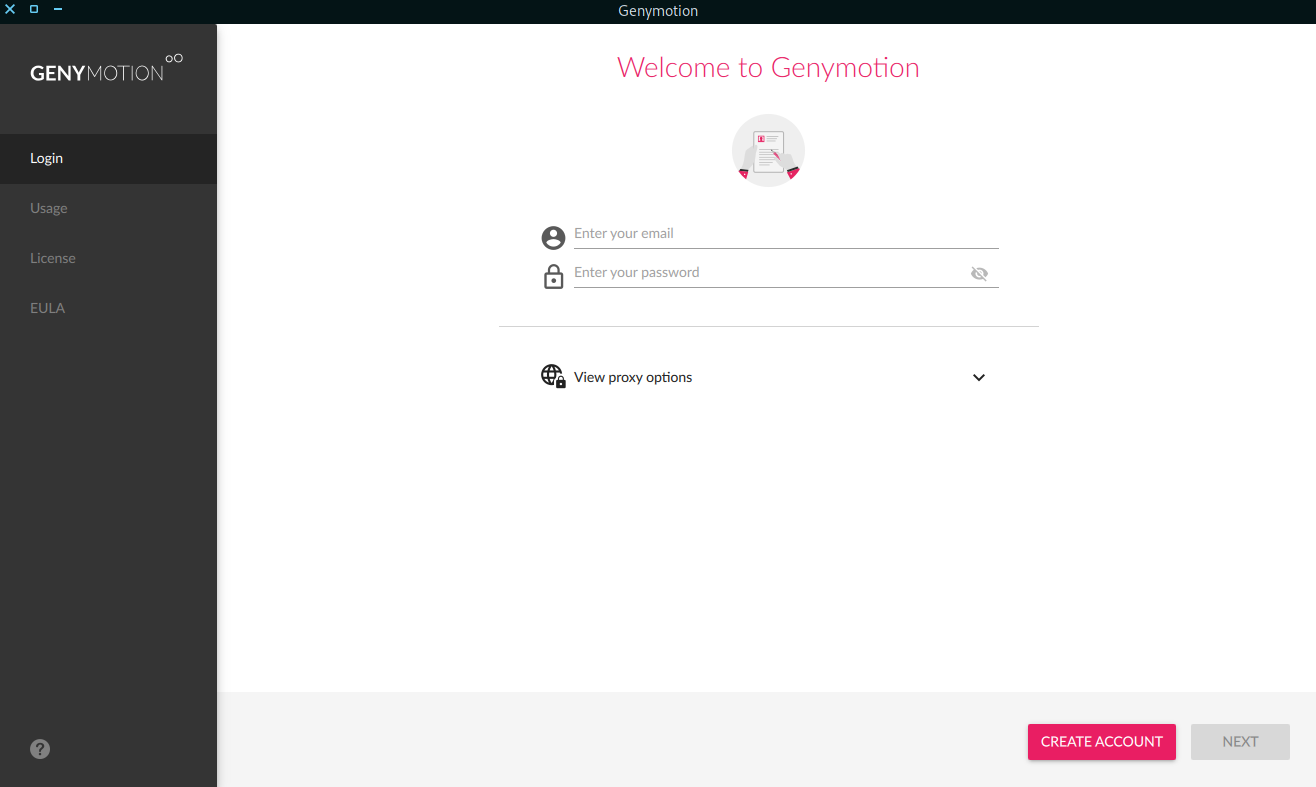 Genymotion
GENYMOTION
Login
Usage
License
EULA
Welcome to Genymotion
Enter your email
Enter your password
View proxy options
?
CREATE ACCOUNT
NEXT